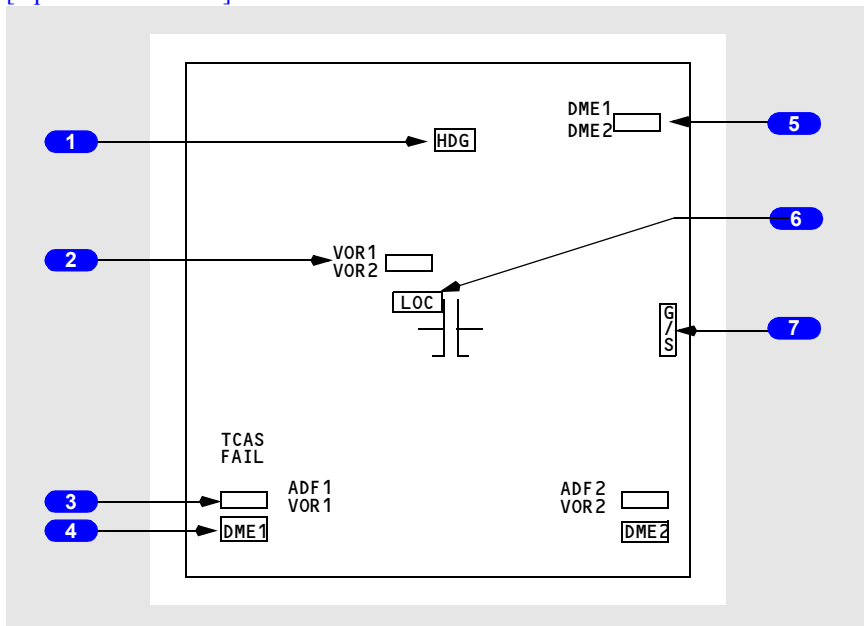 DME1
5
DME2
1
HDG
6
VOR1
2
VOR2
LOC
G
/
S
7
TCAS
FAIL
ADF1
ADF2
3
VOR1
VOR2
4
DME1
DME2